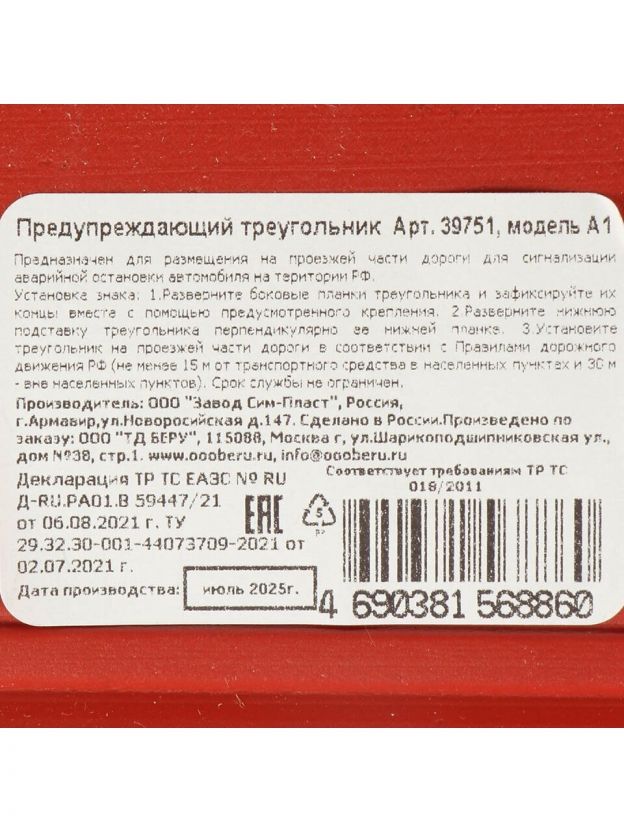 Предупреждающий треугольник Арт. 39751, модель А1
Предназначен для размещения на проезжей части дороги для сигнализации
аварийной остановки автомобиля на територии РФ.
Установка знака: 1.Разверните боковые планки треугольника и зафиксируйте их
концы вместе с помощью предусмотренного крепления. 2.Разверните нижнюю
подставку треугольника перпендикулярно ее нижней планке. 3.Установите
треугольник на проезжей части дороги в соответствии с Правилами дорожного
движения РФ (не менее 15 м от транспортного средства в населенных пунктах и 30 м
- вне населенных пунктов). Срок службы не ограничен.
Производитель: ООО "Завод Сим-Пласт", Россия,
г.Армавир,ул.Новоросийская д.147. Сделано в России.Произведено по
заказу: ООО "ТД БЕРУ", 115088, Москва г, ул.Шарикоподшипниковская ул.,
дом №38, стр.1. www.oooberu.ru, info@oooberu.ru
Декларация ТР ТС ЕАЭС № RU
Д-RU.РА01.В 59447/21
от 06.08.2021 г. ТУ
29.32.30-001-44073709-2021 от
02.07.2021 г.
Дата производства: июль 2025г.
ЕАС
5
PP
Соответствует требованиям ТР ТС
018/2011
4 690381 568860